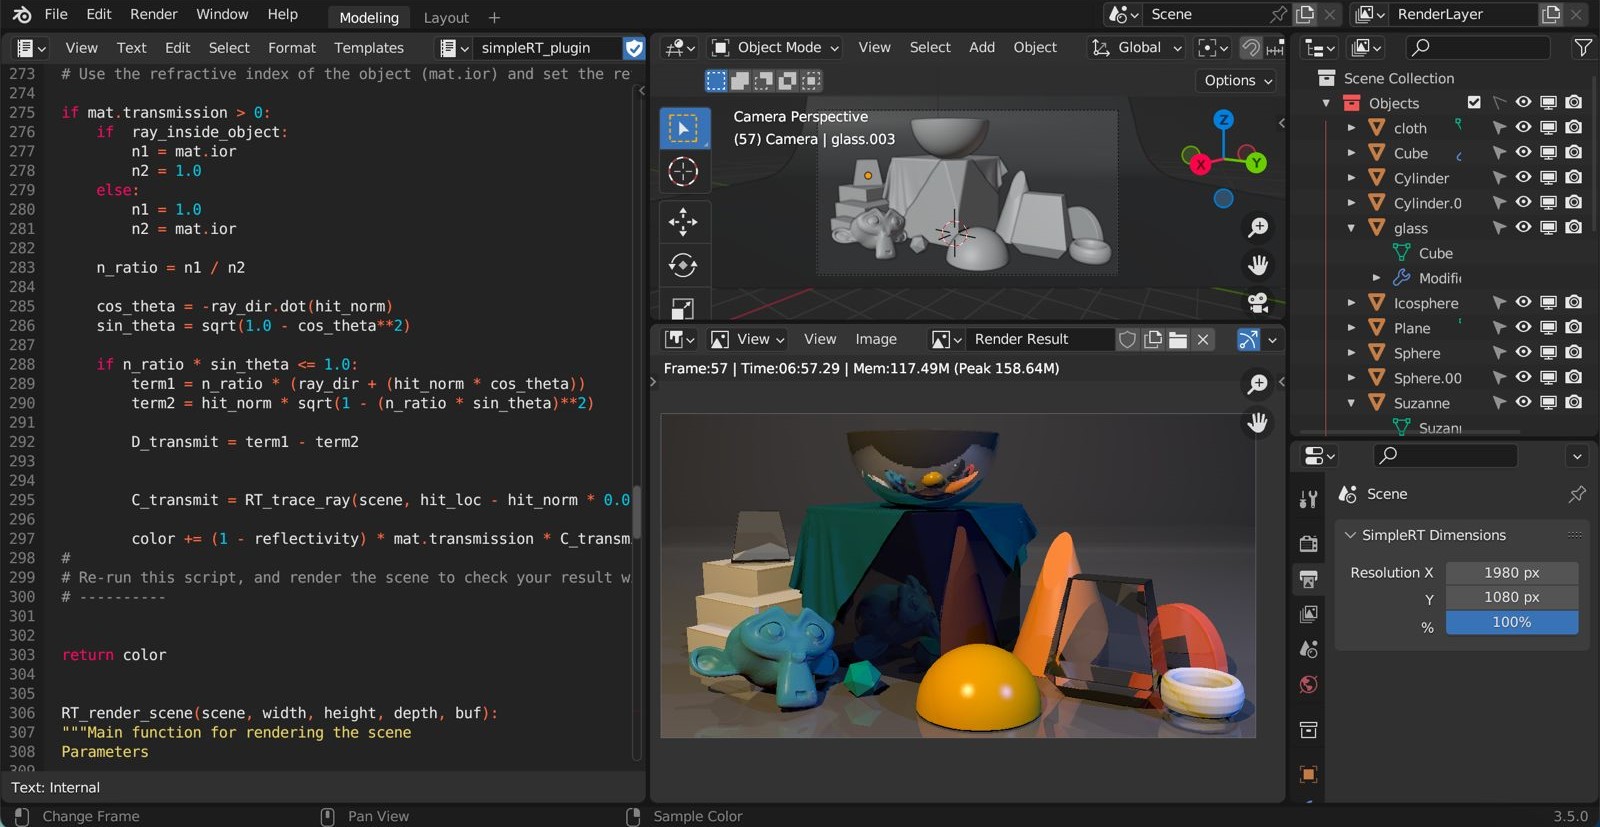 File Edit Render Window Help Modeling Layout + Scene RenderLayer
View Text Edit Select Format Templates simpleRT_plugin
273 # Use the refractive index of the object (mat.ior) and set the re
274
275 if mat.transmission > 0:
276 if ray_inside_object:
277 n1 = mat.ior
278 n2 = 1.0
279 else:
280 n1 = 1.0
281 n2 = mat.ior
282
283 n_ratio = n1 / n2
284
285 cos_theta = -ray_dir.dot(hit_norm)
286 sin_theta = sqrt(1.0 - cos_theta**2)
287
288 if n_ratio * sin_theta <= 1.0:
289 term1 = n_ratio * (ray_dir + (hit_norm * cos_theta))
290 term2 = hit_norm * sqrt(1 - (n_ratio * sin_theta)**2)
291
292 D_transmit = term1 - term2
293
294
295 C_transmit = RT_trace_ray(scene, hit_loc - hit_norm * 0.0
296
297 color += (1 - reflectivity) * mat.transmission * C_transm
298 #
299 # Re-run this script, and render the scene to check your result w
300 # ----------
301
302
303 return color
304
305
306 RT_render_scene(scene, width, height, depth, buf):
307 """Main function for rendering the scene
308 Parameters
309
Text: Internal
Object Mode View Select Add Object Global
Options
Camera Perspective
(57) Camera | glass.003
Z
X
Y
View View Image Render Result
Frame:57 | Time:06:57.29 | Mem:117.49M (Peak 158.64M)
Scene Collection
Objects
cloth
Cube
Cylinder
Cylinder.0
glass
Cube
Modifi
Icosphere
Plane
Sphere
Sphere.00
Suzanne
Suzan
Scene
SimpleRT Dimensions
Resolution X 1980 px
Y 1080 px
% 100%
Change Frame Pan View Sample Color 3.5.0